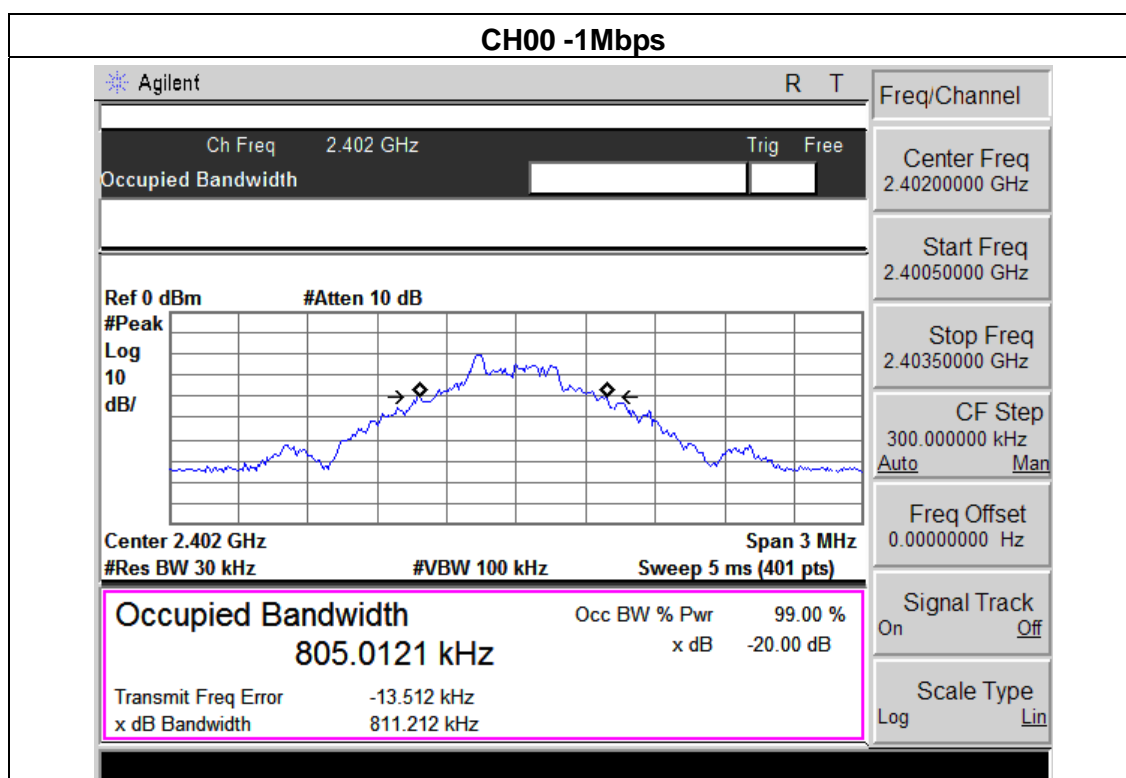 CH00 -1Mbps
Agilent R T
Ch Freq 2.402 GHz Trig Free
Occupied Bandwidth
Ref 0 dBm #Atten 10 dB
#Peak
Log
10
dB/
Center 2.402 GHz Span 3 MHz
#Res BW 30 kHz #VBW 100 kHz Sweep 5 ms (401 pts)
Occupied Bandwidth Occ BW % Pwr 99.00 %
805.0121 kHz x dB -20.00 dB
Transmit Freq Error -13.512 kHz
x dB Bandwidth 811.212 kHz
Freq/Channel
Center Freq
2.40200000 GHz
Start Freq
2.40050000 GHz
Stop Freq
2.40350000 GHz
CF Step
300.000000 kHz
Auto Man
Freq Offset
0.00000000 Hz
Signal Track
On Off
Scale Type
Log Lin